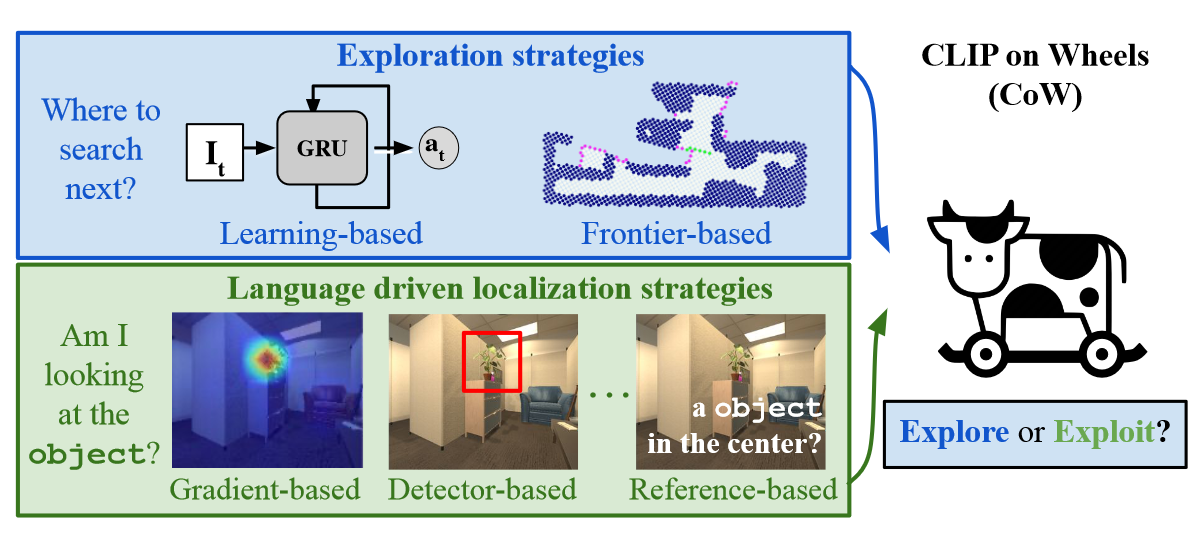 Exploration strategies
Where to
search
next?
I_t
GRU
a_t
Learning-based
Frontier-based
Language driven localization strategies
Am I
looking
at the
object?
...
a object
in the center?
Gradient-based
Detector-based
Reference-based
CLIP on Wheels
(CoW)
Explore or Exploit?